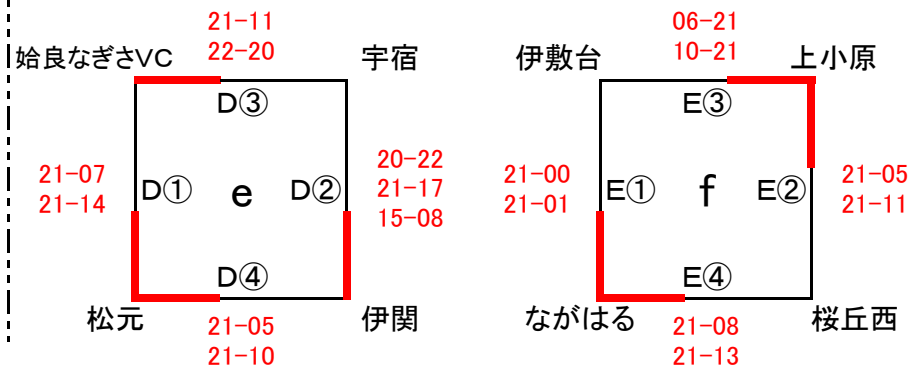 21-11
22-20
姶良なぎさVC
宇宿
D③
21-07
21-14
D①
e
D②
20-22
21-17
15-08
D④
松元
伊関
21-05
21-10
06-21
10-21
伊敷台
上小原
E③
21-00
21-01
E①
f
E②
21-05
21-11
E④
ながはる
桜丘西
21-08
21-13